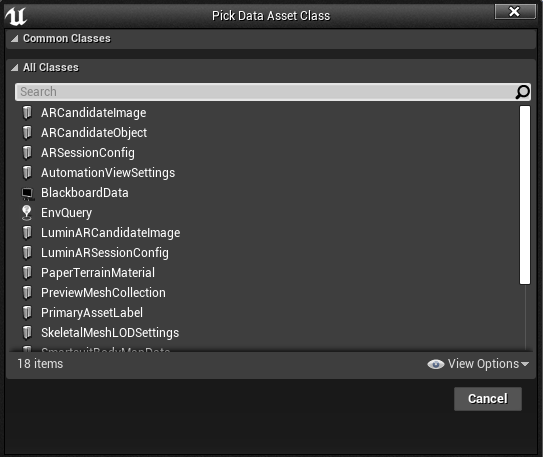 Pick Data Asset Class
Common Classes
All Classes
Search
ARCandidateImage
ARCandidateObject
ARSessionConfig
AutomationViewSettings
BlackboardData
EnvQuery
LuminARCandidateImage
LuminARSessionConfig
PaperTerrainMaterial
PreviewMeshCollection
PrimaryAssetLabel
SkeletalMeshLODSettings
SmartsuitBodyMapData
18 items
View Options
Cancel